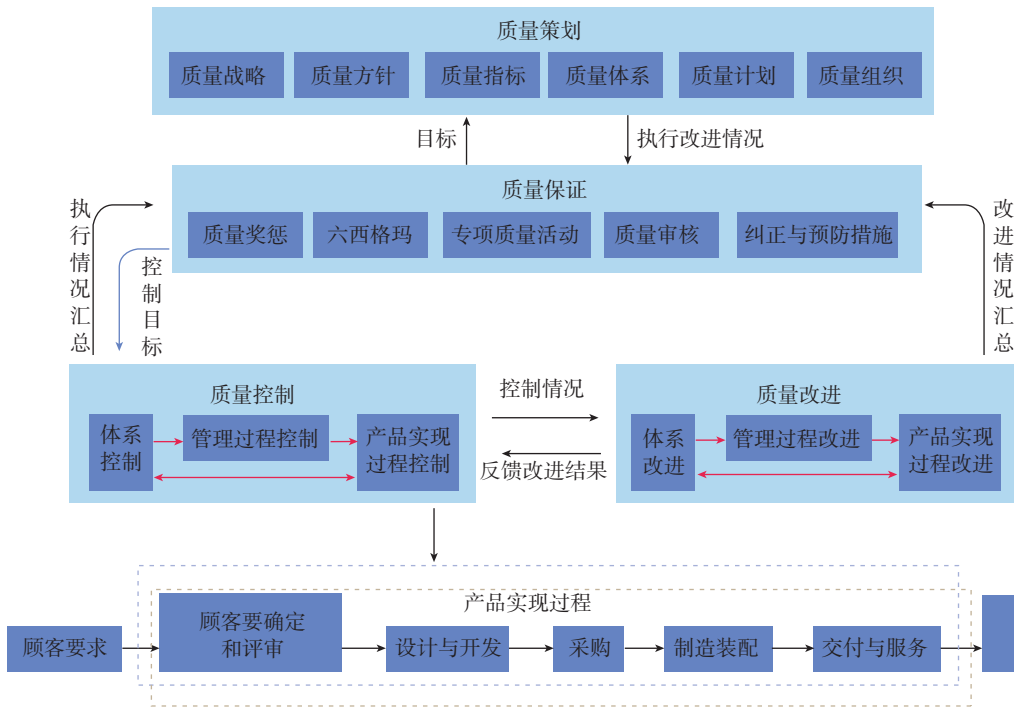 质量策划
质量战略
质量方针
质量指标
质量体系
质量计划
质量组织
目标
执行改进情况
质量保证
质量奖惩
六西格玛
专项质量活动
质量审核
纠正与预防措施
执行情况汇总
控制目标
改进情况汇总
质量控制
体系
控制
管理过程控制
产品实现
过程控制
控制情况
反馈改进结果
质量改进
体系
改进
管理过程改进
产品实现
过程改进
产品实现过程
顾客要求
顾客要确定
和评审
设计与开发
采购
制造装配
交付与服务